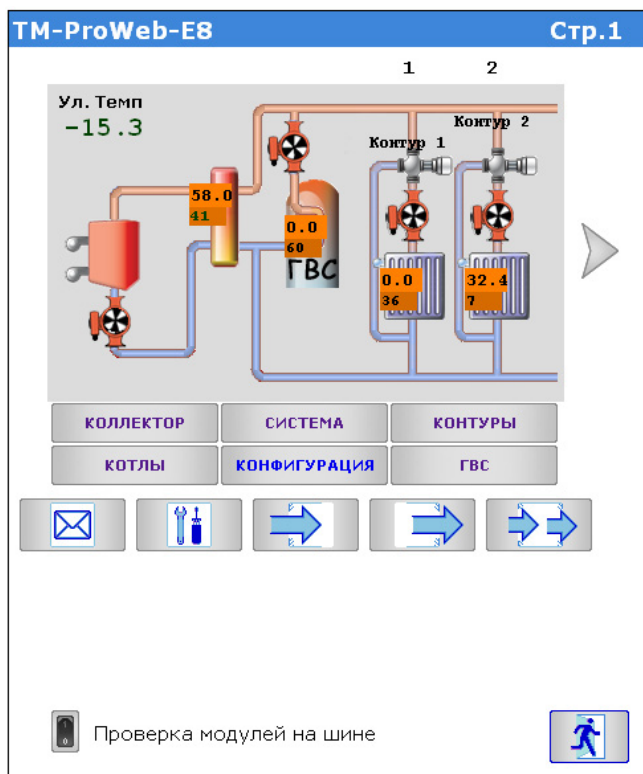 TM-ProWeb-E8 Стр.1
1 2
Ул. Темп
-15.3
Контур 2
Контур 1
58.0
41
0.0
60
ГВС
0.0
36
32.4
7
КОЛЛЕКТОР СИСТЕМА КОНТУРЫ
КОТЛЫ КОНФИГУРАЦИЯ ГВС
Проверка модулей на шине